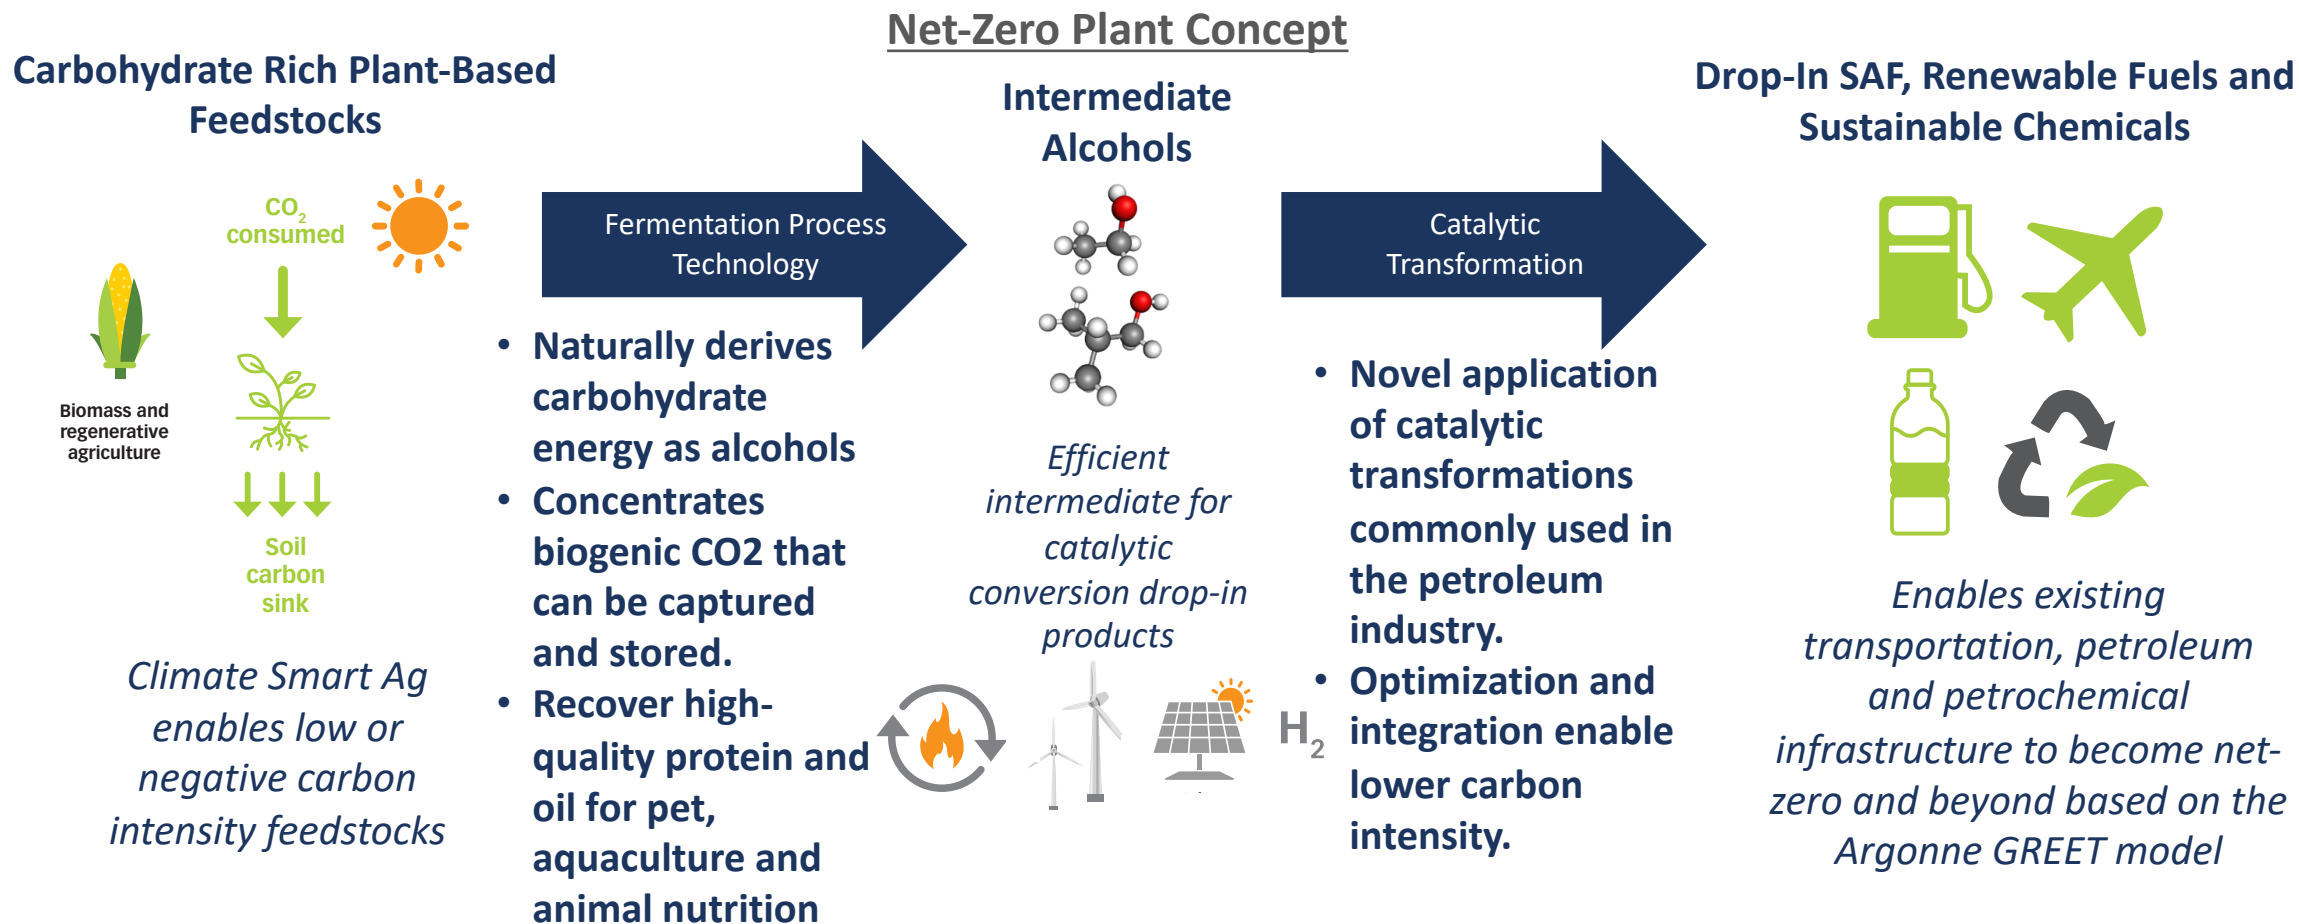 Net-Zero Plant Concept
Carbohydrate Rich Plant-Based
Feedstocks
CO₂
consumed
Biomass and
regenerative
agriculture
Soil
carbon
sink
Climate Smart Ag
enables low or
negative carbon
intensity feedstocks
Fermentation Process
Technology
• Naturally derives
carbohydrate
energy as alcohols
• Concentrates
biogenic CO2 that
can be captured
and stored.
• Recover high-
quality protein and
oil for pet,
aquaculture and
animal nutrition
Intermediate
Alcohols
Efficient
intermediate for
catalytic
conversion drop-in
products
H₂
Catalytic
Transformation
• Novel application
of catalytic
transformations
commonly used in
the petroleum
industry.
• Optimization and
integration enable
lower carbon
intensity.
Drop-In SAF, Renewable Fuels and
Sustainable Chemicals
Enables existing
transportation, petroleum
and petrochemical
infrastructure to become net-
zero and beyond based on the
Argonne GREET model